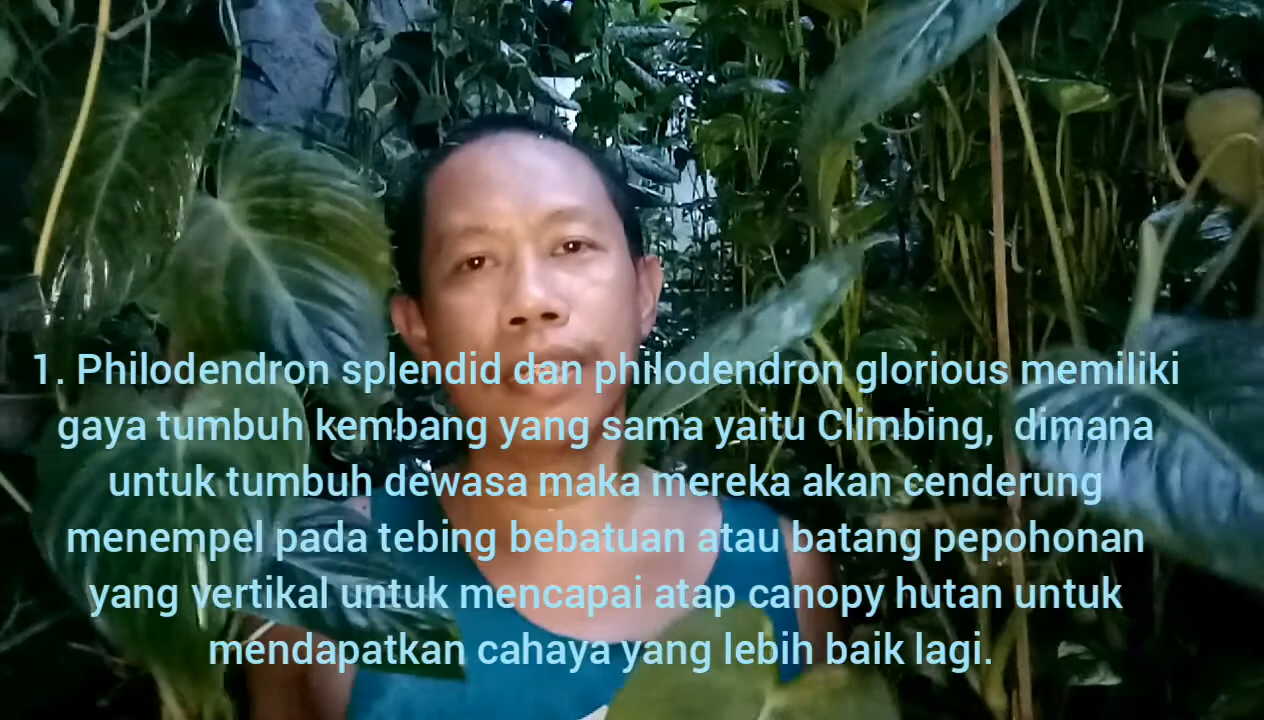 1. Philodendron splendid dan philodendron glorious memiliki
gaya tumbuh kembang yang sama yaitu Climbing, dimana
untuk tumbuh dewasa maka mereka akan cenderung
menempel pada tebing bebatuan atau batang pepohonan
yang vertikal untuk mencapai atap canopy hutan untuk
mendapatkan cahaya yang lebih baik lagi.